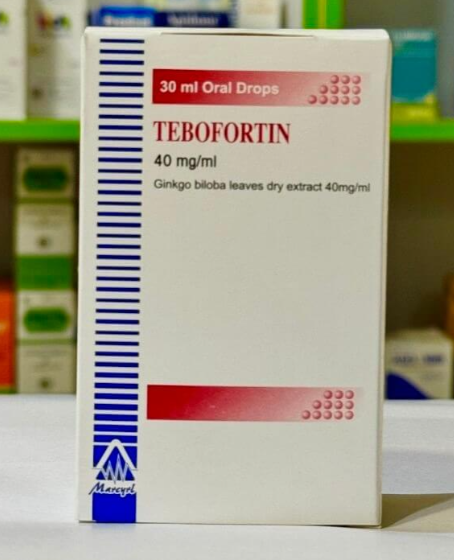 30 ml Oral Drops
TEBOFORTIN
40 mg/ml
Ginkgo biloba leaves dry extract 40mg/ml
Marcyrl